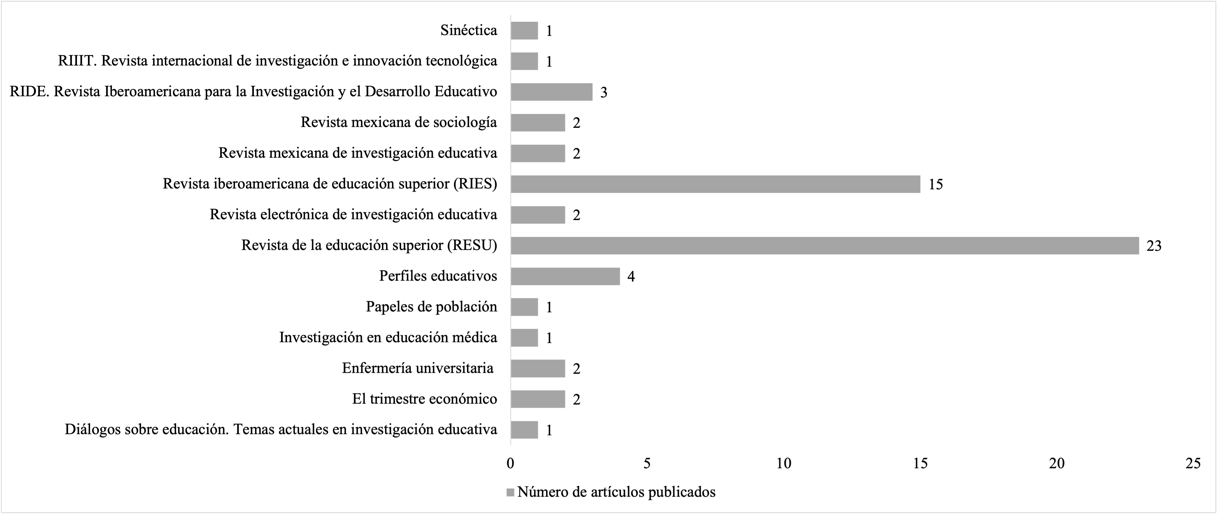 Sinéctica 1
RIIIT. Revista internacional de investigación e innovación tecnológica 1
RIDE. Revista Iberoamericana para la Investigación y el Desarrollo Educativo 3
Revista mexicana de sociología 2
Revista mexicana de investigación educativa 2
Revista iberoamericana de educación superior (RIES) 15
Revista electrónica de investigación educativa 2
Revista de la educación superior (RESU) 23
Perfiles educativos 4
Papeles de población 1
Investigación en educación médica 1
Enfermería universitaria 2
El trimestre económico 2
Diálogos sobre educación. Temas actuales en investigación educativa 1
0 5 10 15 20 25
Número de artículos publicados